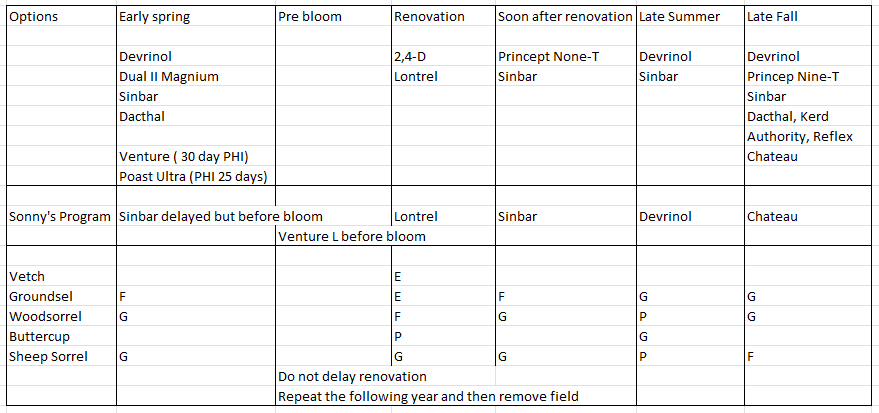 Options Early spring Pre bloom Renovation Soon after renovation Late Summer Late Fall
Devrinol 2,4-D Princept None-T Devrinol Devrinol
Dual II Magnium Lontrel Sinbar Sinbar Princep Nine-T
Sinbar Sinbar
Dacthal Dacthal, Kerd
Authority, Reflex
Venture ( 30 day PHI) Chateau
Poast Ultra (PHI 25 days)
Sonny's Program Sinbar delayed but before bloom Lontrel Sinbar Devrinol Chateau
Venture L before bloom
Vetch E
Groundsel F E F G G
Woodsorrel G F G P G
Buttercup P G
Sheep Sorrel G G G P F
Do not delay renovation
Repeat the following year and then remove field